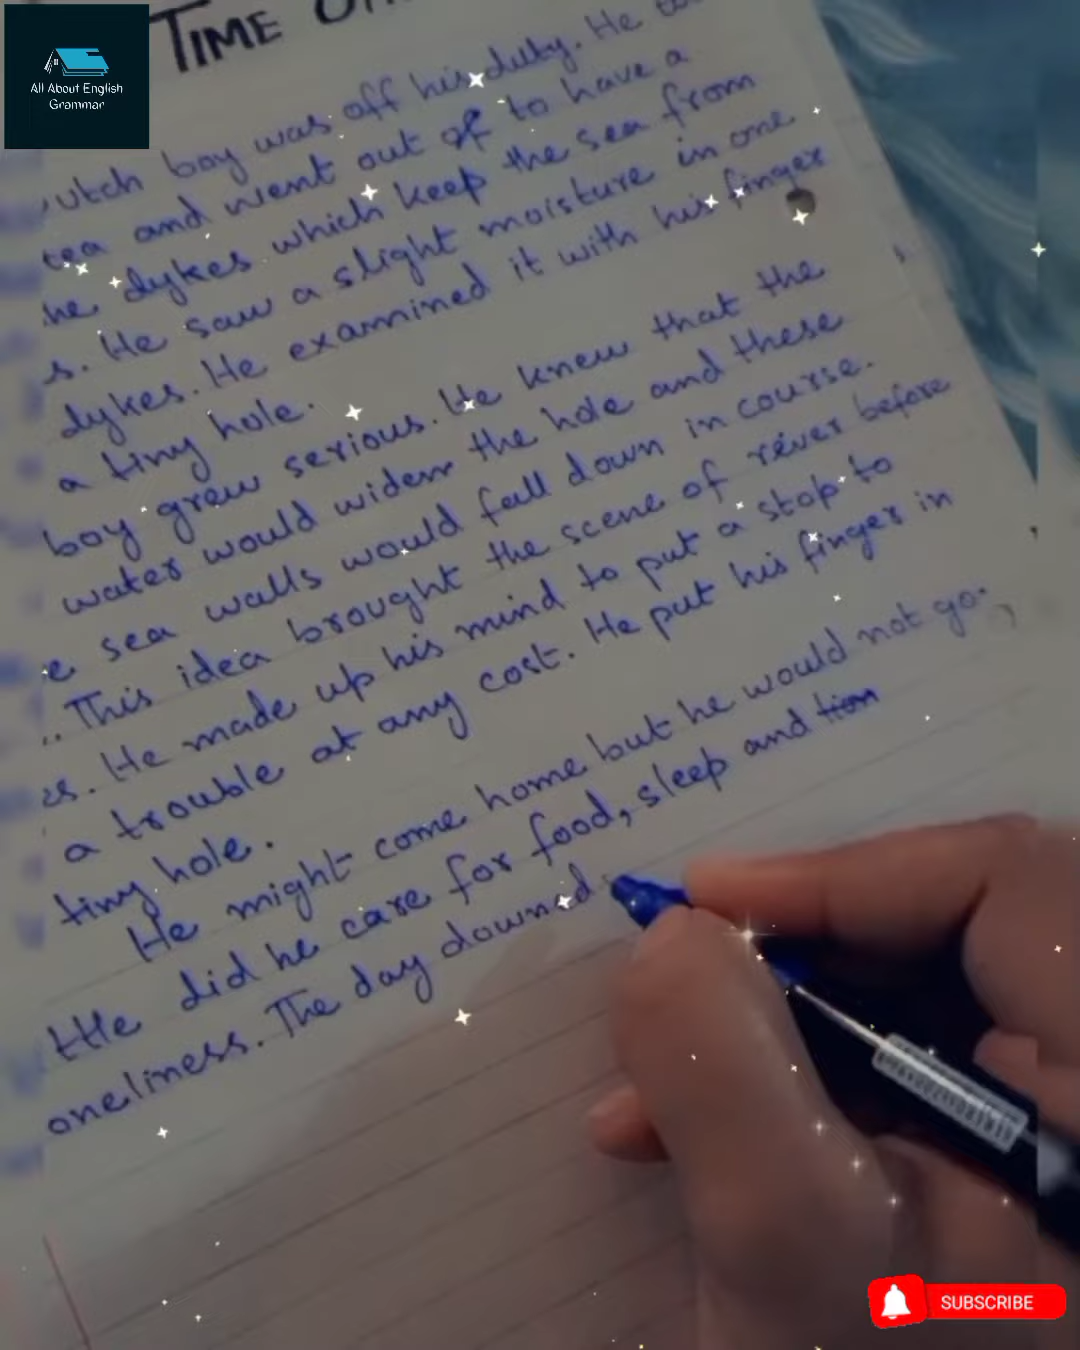 All About English
Grammar
TIME
utch boy was off his duty. He
tea and went out of to have a
he dykes which keep the sea from
s. He saw a slight moisture in one
dykes. He examined it with his finger
a tiny hole.
boy grew serious. He knew that the
water would widen the hole and these
e sea walls would fall down in course.
.. This idea brought the scene of river before
es. He made up his mind to put a stop to
a trouble at any cost. He put his finger in
tiny hole.
He might come home but he would not go.
ttle did he care for food, sleep and
oneliness. The day downed
SUBSCRIBE